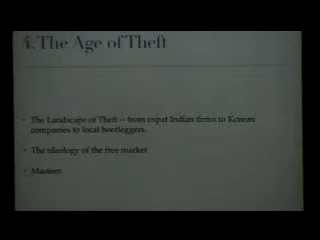 4. The Age of Theft
The Landscape of Theft – from expat Indian firms to Korean
companies to local bootleggers.
The ideology of the free market
Maoism